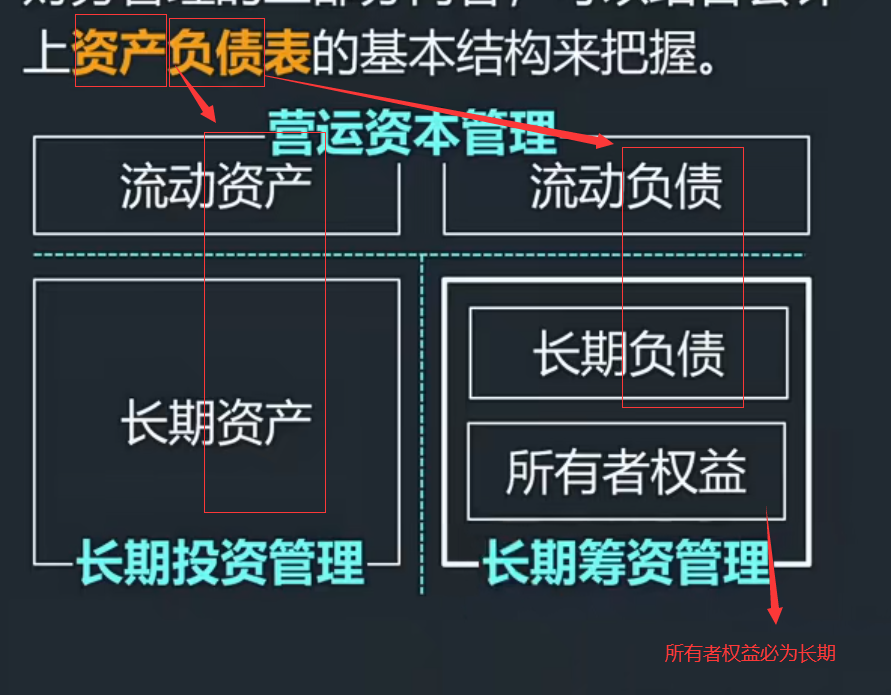 上资产负债表的基本结构来把握。
营运资本管理
流动资产
流动负债
长期资产
长期负债
所有者权益
长期投资管理
长期筹资管理
所有者权益必为长期